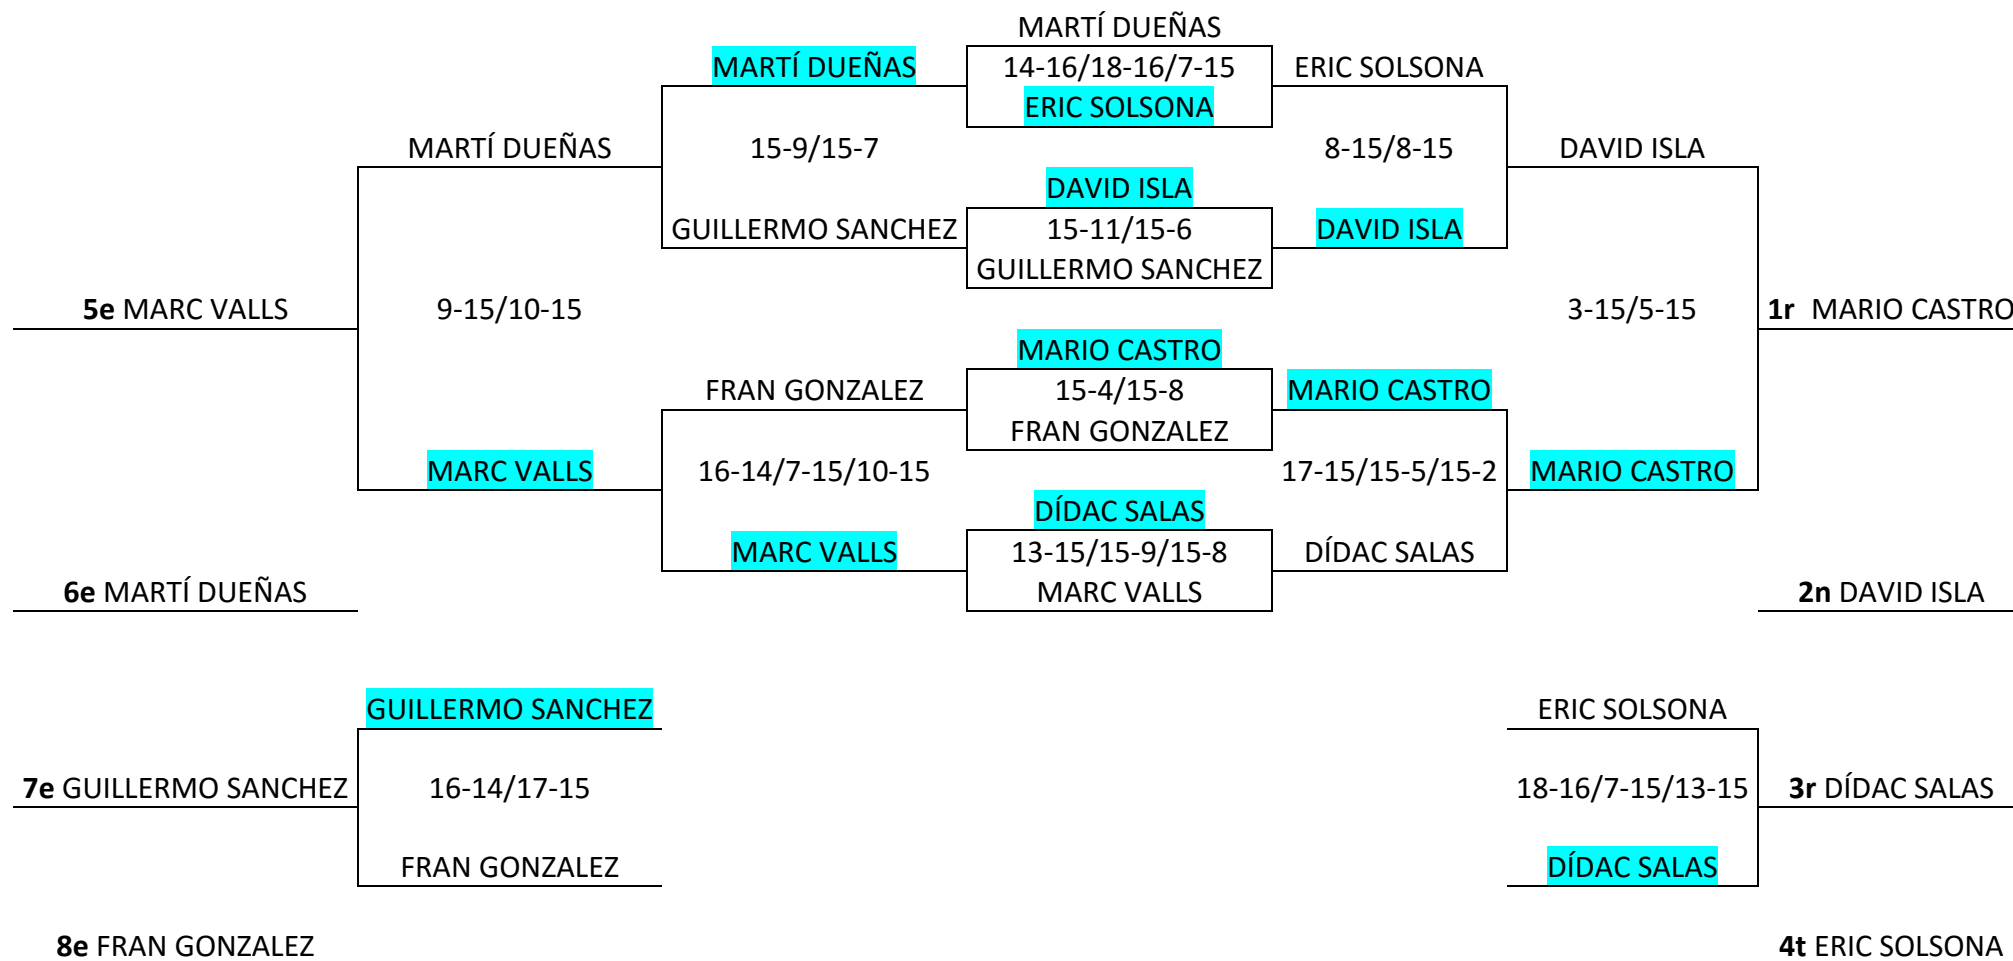 MARTÍ DUEÑAS
MARTÍ DUEÑAS 14-16/18-16/7-15 ERIC SOLSONA
ERIC SOLSONA
MARTÍ DUEÑAS 15-9/15-7 8-15/8-15 DAVID ISLA
DAVID ISLA
GUILLERMO SANCHEZ 15-11/15-6 DAVID ISLA
GUILLERMO SANCHEZ
5e MARC VALLS 9-15/10-15 3-15/5-15 1r MARIO CASTRO
MARIO CASTRO
FRAN GONZALEZ 15-4/15-8 MARIO CASTRO
FRAN GONZALEZ
MARC VALLS 16-14/7-15/10-15 17-15/15-5/15-2 MARIO CASTRO
DÍDAC SALAS
MARC VALLS 13-15/15-9/15-8 DÍDAC SALAS
6e MARTÍ DUEÑAS MARC VALLS 2n DAVID ISLA
GUILLERMO SANCHEZ ERIC SOLSONA
7e GUILLERMO SANCHEZ 16-14/17-15 18-16/7-15/13-15 3r DÍDAC SALAS
FRAN GONZALEZ DÍDAC SALAS
8e FRAN GONZALEZ 4t ERIC SOLSONA